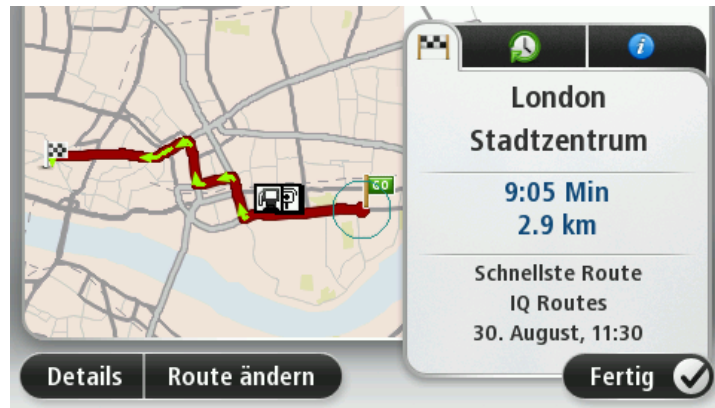 GO
London
Stadtzentrum
9:05 Min
2.9 km
Schnellste Route
IQ Routes
30. August, 11:30
Details
Route ändern
Fertig